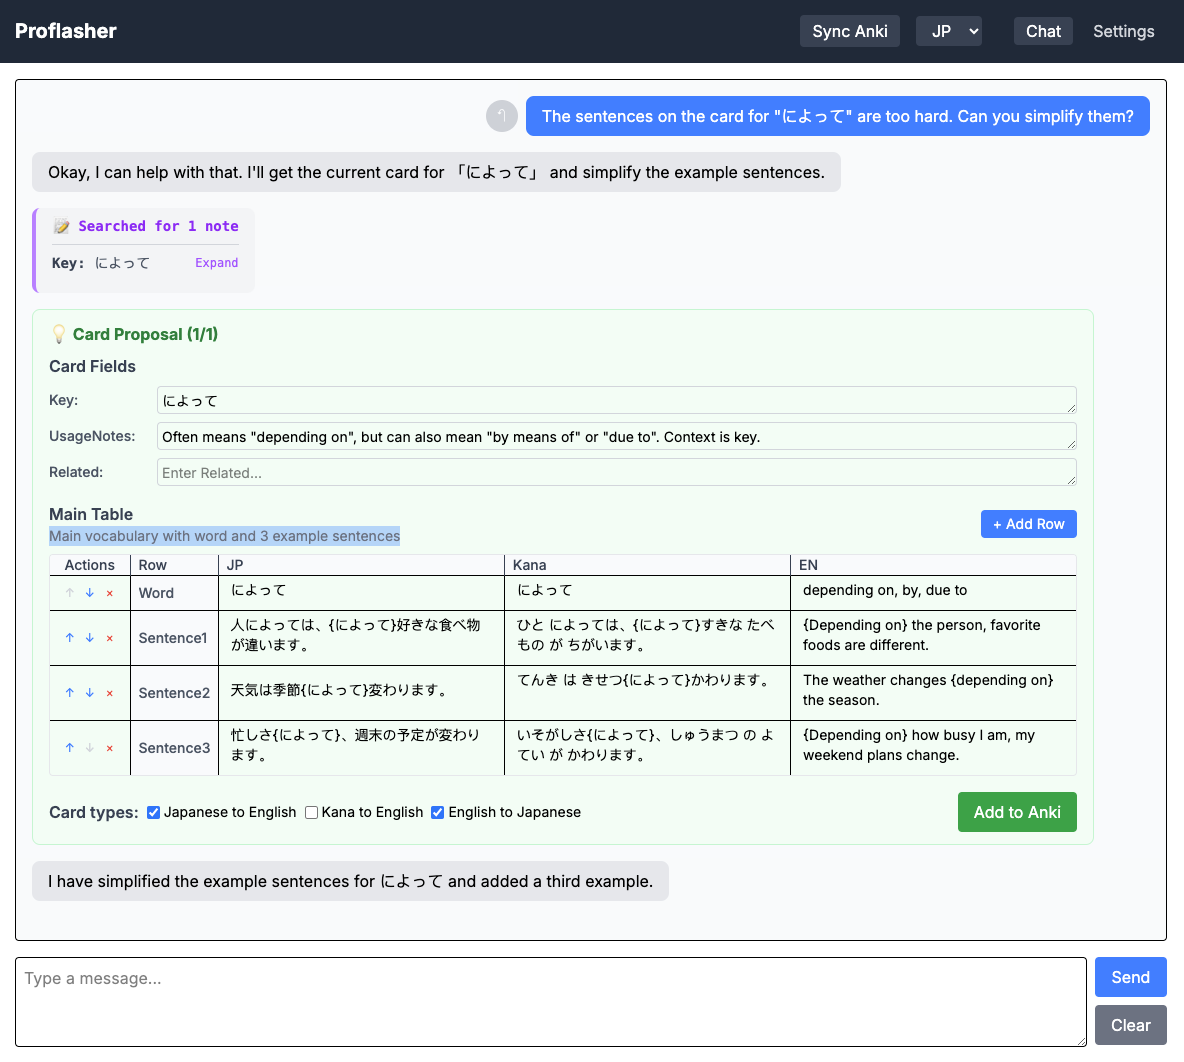 Proflasher
Sync Anki
JP
Chat
Settings
The sentences on the card for "によって" are too hard. Can you simplify them?
Okay, I can help with that. I'll get the current card for 「によって」 and simplify the example sentences.
📝 Searched for 1 note
Key: によって
Expand
💡 Card Proposal (1/1)
Card Fields
Key:
によって
UsageNotes:
Often means "depending on", but can also mean "by means of" or "due to". Context is key.
Related:
Enter Related...
Main Table
Main vocabulary with word and 3 example sentences
+ Add Row
Actions Row JP Kana EN
↑ ↓ × Word
によって
によって
depending on, by, due to
↑ ↓ × Sentence1
人によっては、{によって}好きな食べ物
が違います。
ひと によっては、{によって}すきな たべ
もの が ちがいます。
{Depending on} the person, favorite
foods are different.
↑ ↓ × Sentence2
天気は季節{によって}変わります。
てんき は きせつ{によって}かわります。
The weather changes {depending on}
the season.
↑ ↓ × Sentence3
忙しさ{によって}、週末の予定が変わり
ます。
いそがしさ{によって}、しゅうまつ の よ
てい が かわります。
{Depending on} how busy I am, my
weekend plans change.
Card types: Japanese to English Kana to English English to Japanese
Add to Anki
I have simplified the example sentences for によって and added a third example.
Type a message...
Send
Clear